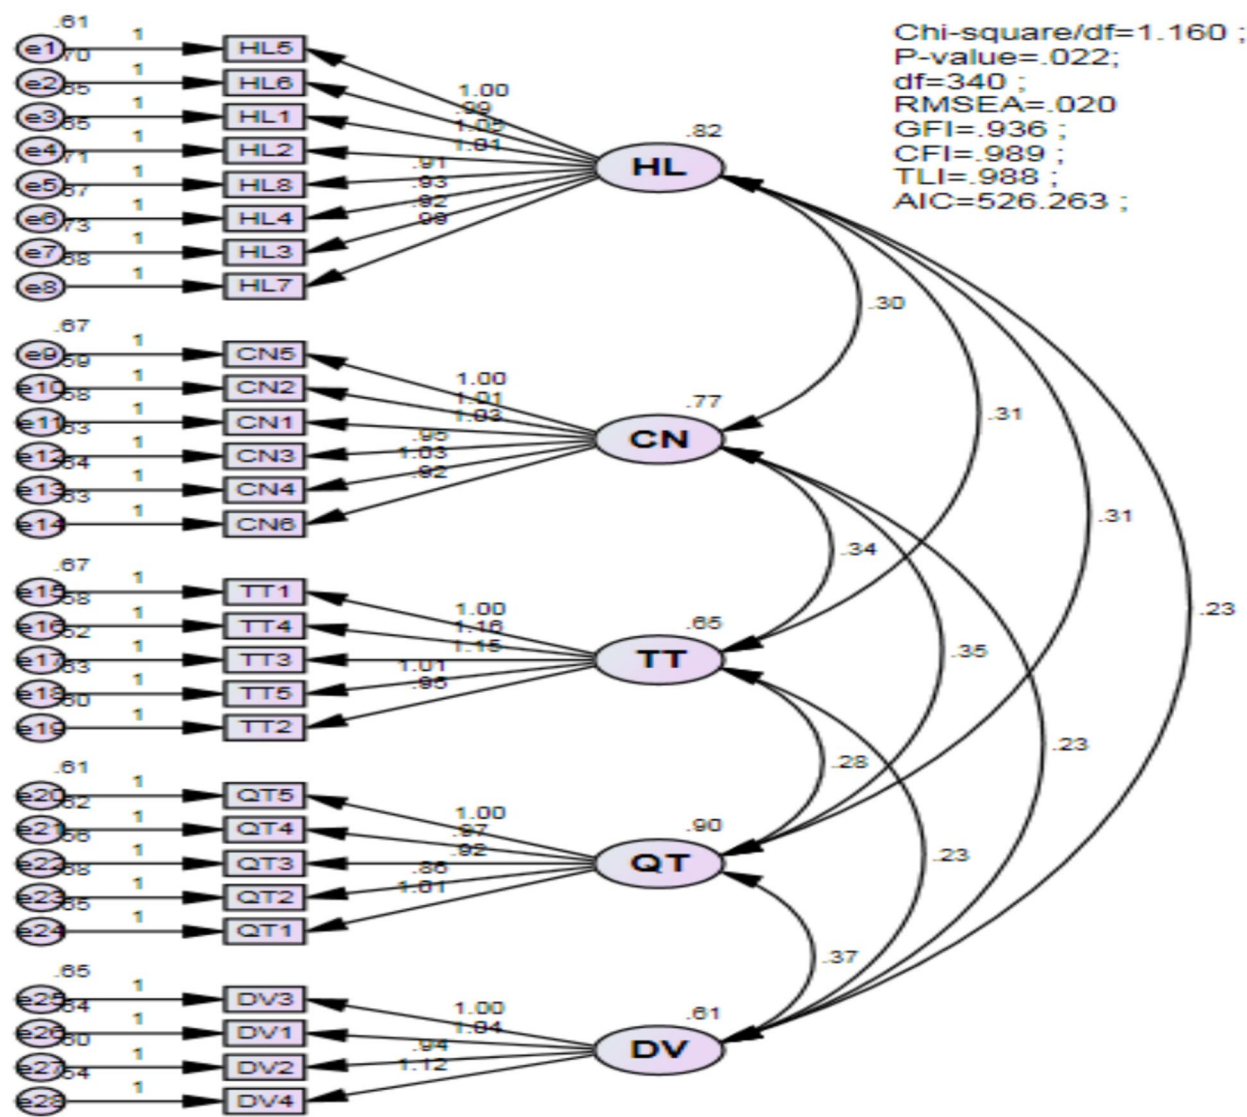 Chi-square/df=1.160 ;
P-value=.022;
df=340 ;
RMSEA=.020
GFI=.936 ;
CFI=.989 ;
TLI=.988 ;
AIC=526.263 ;
.61
e1 1 HL5
e2 1 HL6
e3 1 HL1
e4 1 HL2
e5 1 HL8
e6 1 HL4
e7 1 HL3
e8 1 HL7
1.00
.99
1.05
1.01
.91
.93
.92
.99
.82
HL
.67
e9 1 CN5
e10 1 CN2
e11 1 CN1
e12 1 CN3
e13 1 CN4
e14 1 CN6
1.00
1.01
1.03
.95
1.03
.92
.77
CN
.67
e15 1 TT1
e16 1 TT4
e17 1 TT3
e18 1 TT5
e19 1 TT2
1.00
1.16
1.15
1.01
.95
.65
TT
.61
e20 1 QT5
e21 1 QT4
e22 1 QT3
e23 1 QT2
e24 1 QT1
1.00
.97
.92
.86
1.01
.90
QT
.65
e25 1 DV3
e26 1 DV1
e27 1 DV2
e28 1 DV4
1.00
1.04
.94
1.12
.61
DV
.30
.31
.31
.34
.23
.35
.23
.28
.23
.37